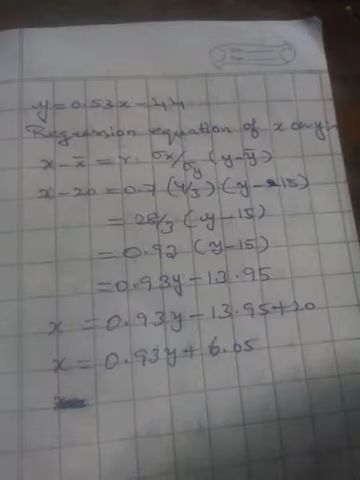 y = 0.53x - 4.4
Regression equation of x on y:-
x - x̄ = r. σx/σy (y - ȳ)
x - 20 = 0.7 (4/3) (y - 15)
= 28/3 (y - 15)
= 0.93 (y - 15)
= 0.93y - 13.95
x = 0.93y - 13.95 + 20
x = 0.93y + 6.05